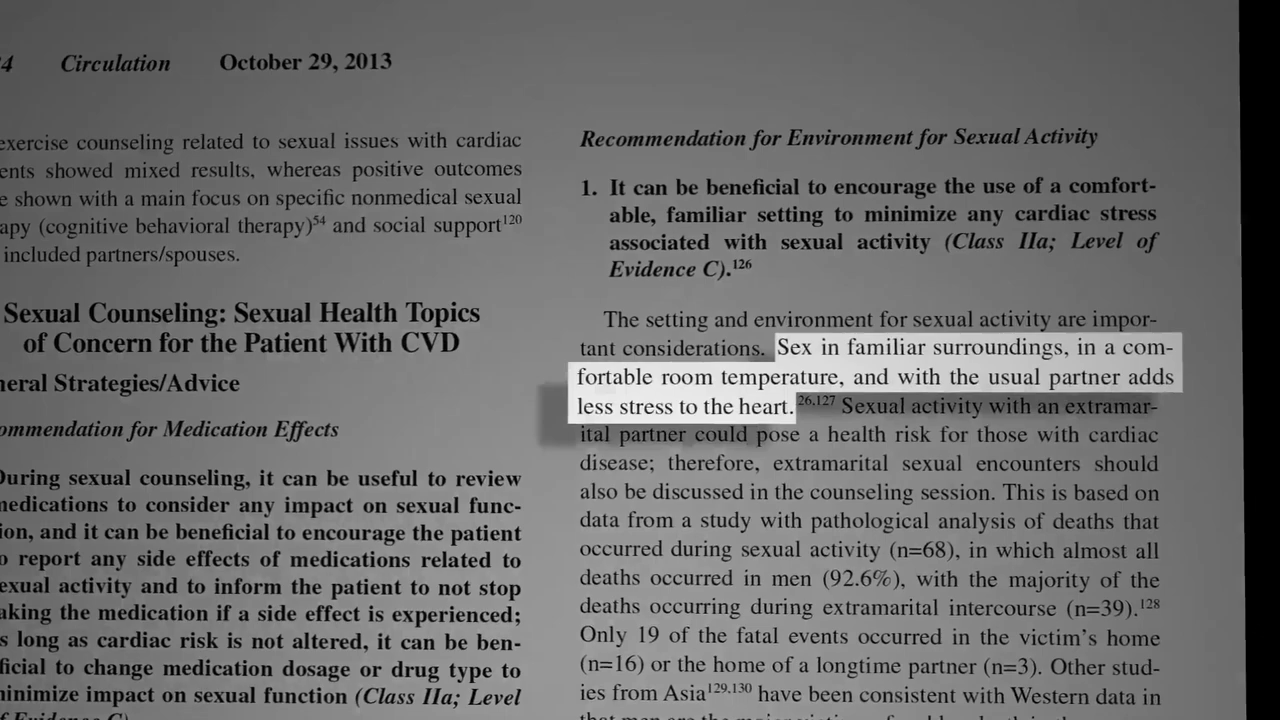 4 Circulation October 29, 2013
exercise counseling related to sexual issues with cardiac
ents showed mixed results, whereas positive outcomes
e shown with a main focus on specific nonmedical sexual
apy (cognitive behavioral therapy)54 and social support120
included partners/spouses.
Sexual Counseling: Sexual Health Topics
of Concern for the Patient With CVD
neral Strategies/Advice
ommendation for Medication Effects
During sexual counseling, it can be useful to review
medications to consider any impact on sexual func-
ion, and it can be beneficial to encourage the patient
o report any side effects of medications related to
exual activity and to inform the patient to not stop
aking the medication if a side effect is experienced;
s long as cardiac risk is not altered, it can be ben-
ficial to change medication dosage or drug type to
minimize impact on sexual function (Class IIa; Level
Recommendation for Environment for Sexual Activity
1. It can be beneficial to encourage the use of a comfort-
able, familiar setting to minimize any cardiac stress
associated with sexual activity (Class IIa; Level of
Evidence C).126
The setting and environment for sexual activity are impor-
tant considerations. Sex in familiar surroundings, in a com-
fortable room temperature, and with the usual partner adds
less stress to the heart.26,127 Sexual activity with an extramar-
ital partner could pose a health risk for those with cardiac
disease; therefore, extramarital sexual encounters should
also be discussed in the counseling session. This is based on
data from a study with pathological analysis of deaths that
occurred during sexual activity (n=68), in which almost all
deaths occurred in men (92.6%), with the majority of the
deaths occurring during extramarital intercourse (n=39).128
Only 19 of the fatal events occurred in the victim's home
(n=16) or the home of a longtime partner (n=3). Other stud-
ies from Asia129,130 have been consistent with Western data in